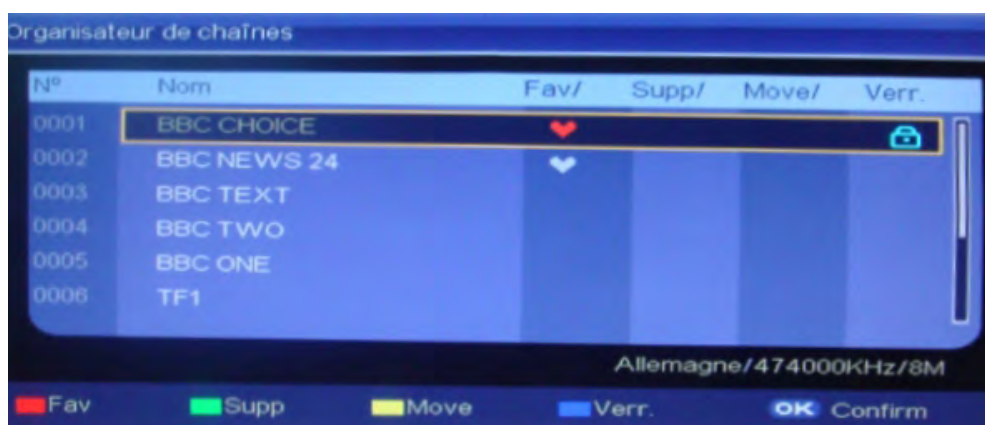 Organisateur de chaînes
Nº Nom Fav/ Supp/ Move/ Verr.
0001 BBC CHOICE
0002 BBC NEWS 24
0003 BBC TEXT
0004 BBC TWO
0005 BBC ONE
0006 TF1
Allemagne/474000KHz/8M
Fav Supp Move Verr. OK Confirm